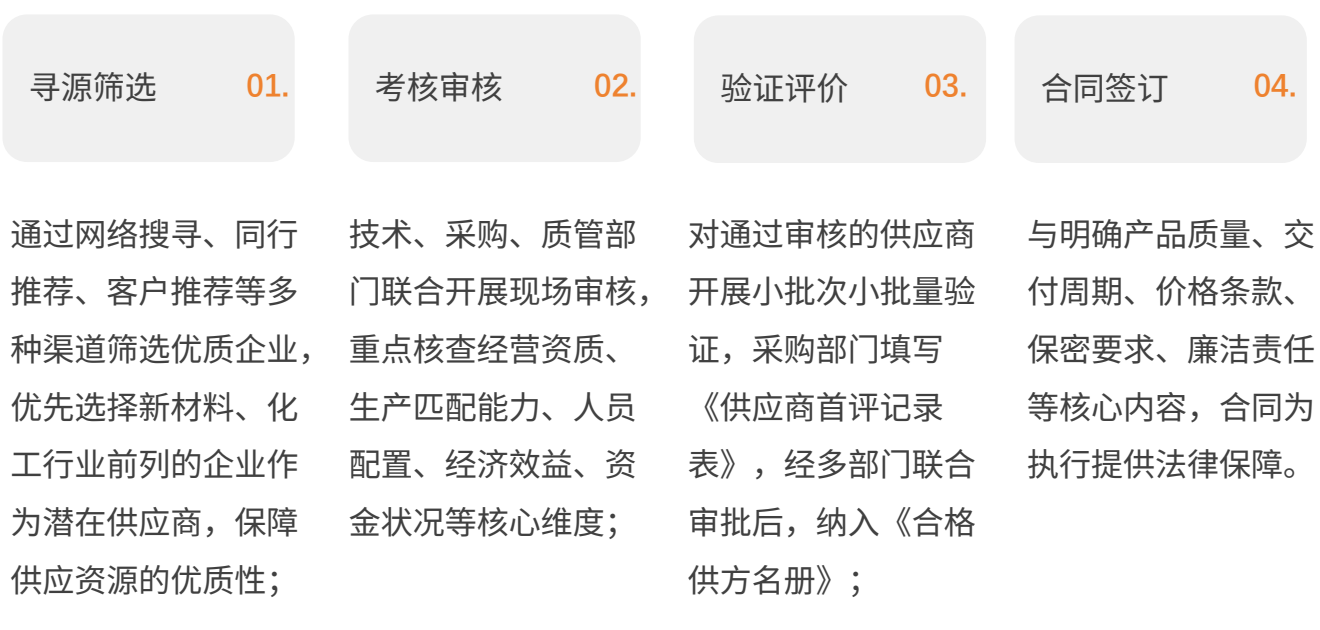 寻源筛选
01.
通过网络搜寻、同行
推荐、客户推荐等多
种渠道筛选优质企业，
优先选择新材料、化
工行业前列的企业作
为潜在供应商，保障
供应资源的优质性；
考核审核
02.
技术、采购、质管部
门联合开展现场审核，
重点核查经营资质、
生产匹配能力、人员
配置、经济效益、资
金状况等核心维度；
验证评价
03.
对通过审核的供应商
开展小批次小批量验
证，采购部门填写
《供应商首评记录
表》，经多部门联合
审批后，纳入《合格
供方名册》；
合同签订
04.
与明确产品质量、交
付周期、价格条款、
保密要求、廉洁责任
等核心内容，合同为
执行提供法律保障。